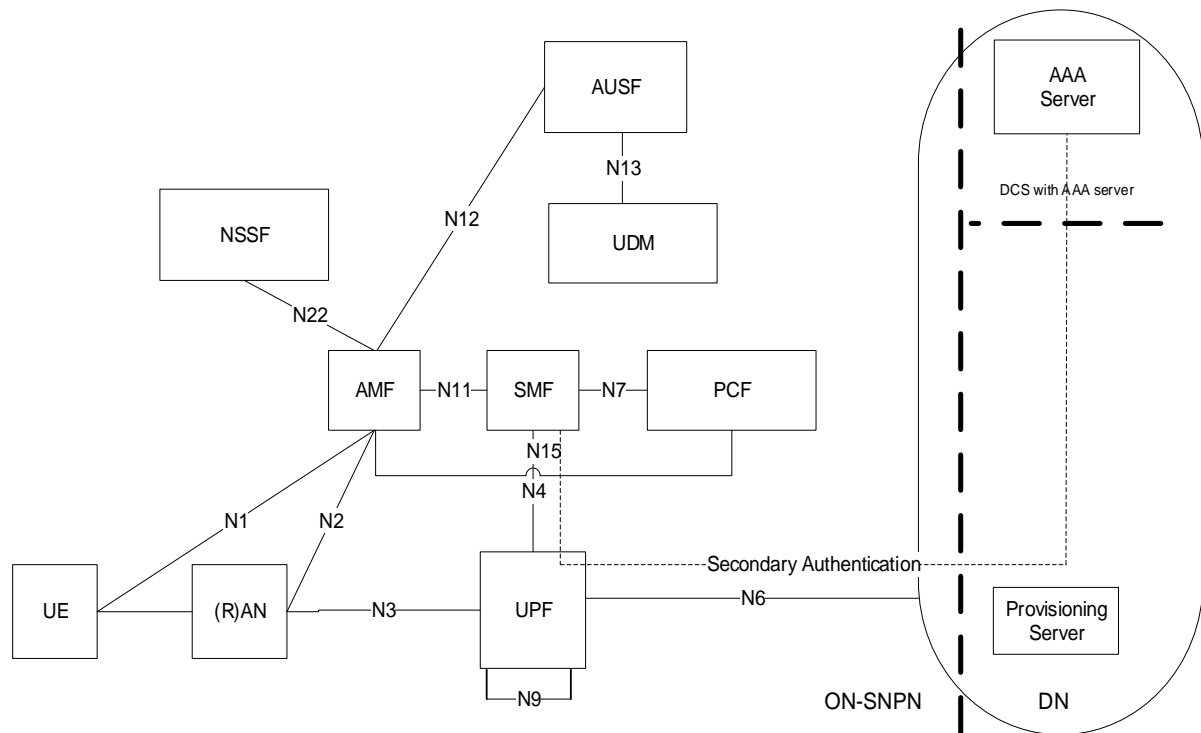 AUSF
AAA
Server
N13
DCS with AAA server
N12
NSSF
UDM
N22
AMF
N11
SMF
N7
PCF
N15
N4
N1
N2
Secondary Authentication
UE
(R)AN
N3
UPF
N6
Provisioning
Server
N9
ON-SNPN
DN